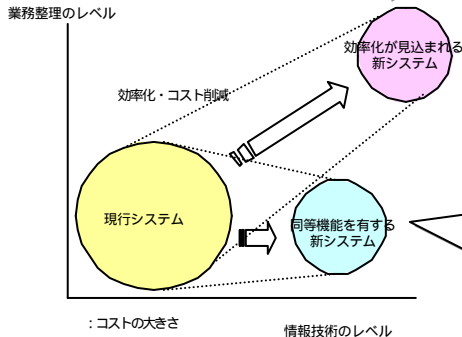 業務整理のレベル
効率化が見込まれる
新システム
効率化・コスト削減
現行システム
同等機能を有する
新システム
：コストの大きさ
情報技術のレベル